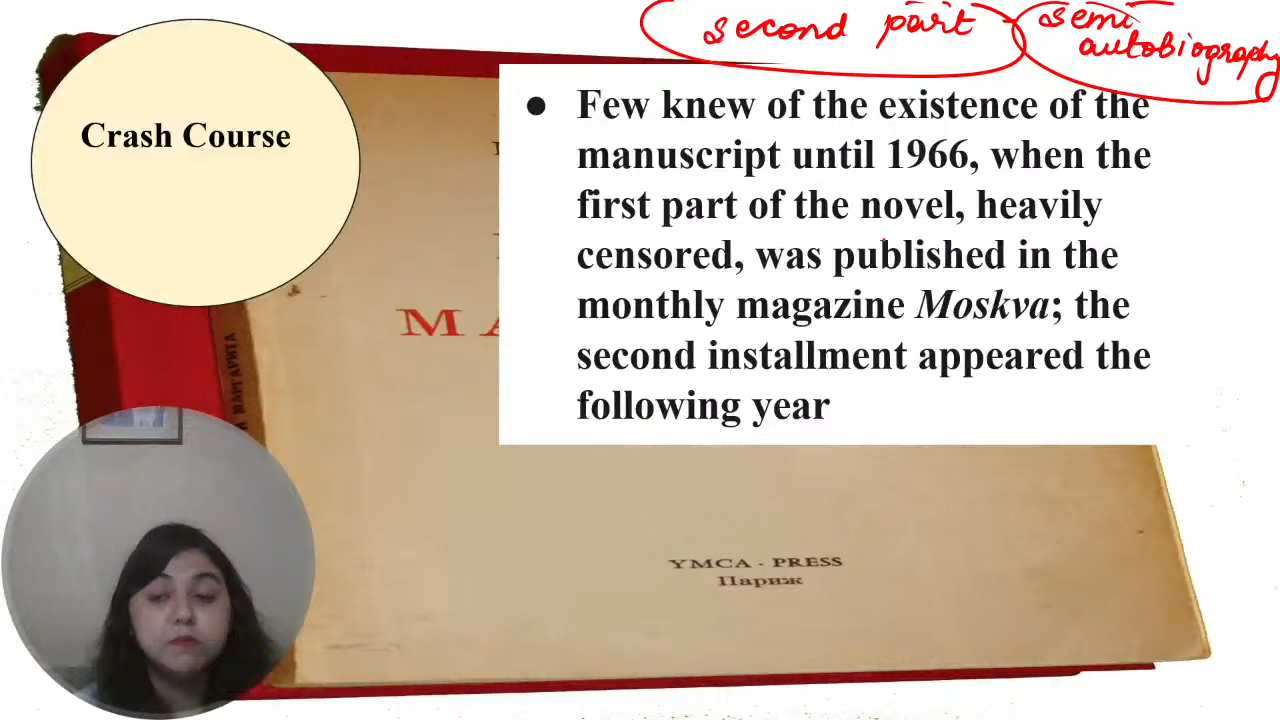 second part
semi
autobiography
Crash Course
● Few knew of the existence of the
manuscript until 1966, when the
first part of the novel, heavily
censored, was published in the
monthly magazine Moskva; the
second installment appeared the
following year
МА
МАРГАРИТА
YMCA - PRESS
Париж